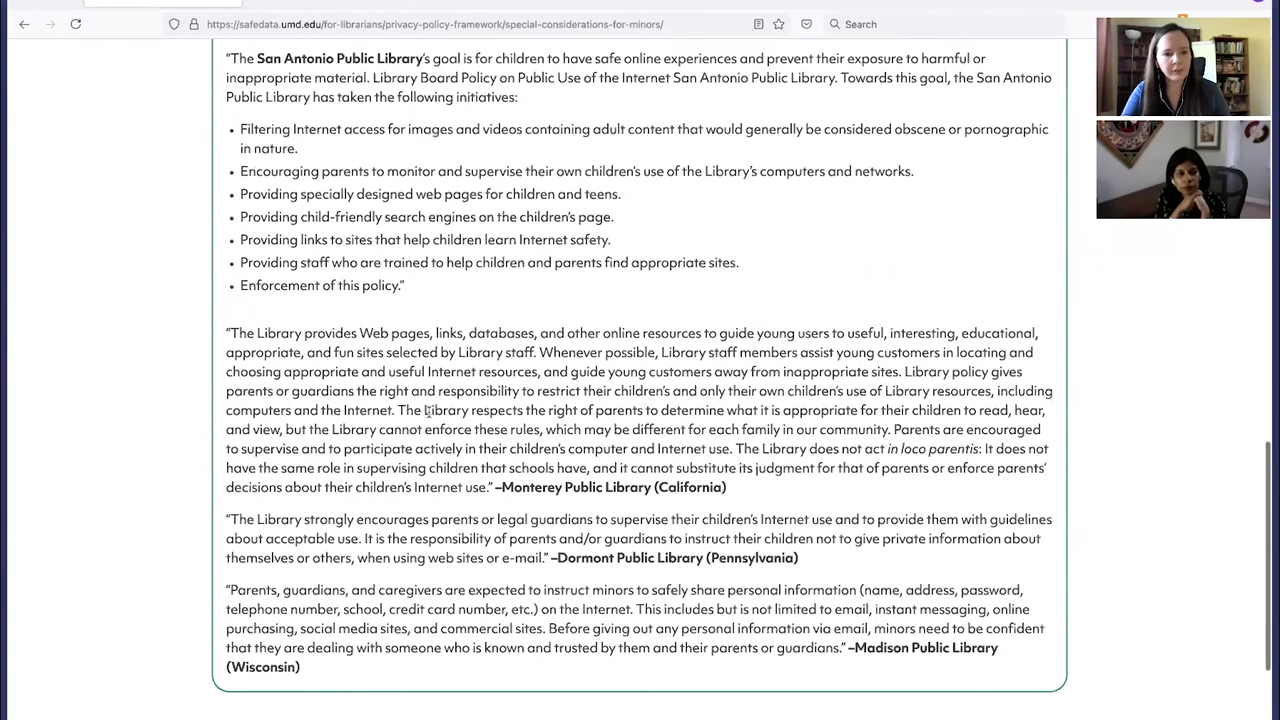 https://safedata.umd.edu/for-librarians/privacy-policy-framework/special-considerations-for-minors/
Search
“The San Antonio Public Library’s goal is for children to have safe online experiences and prevent their exposure to harmful or
inappropriate material. Library Board Policy on Public Use of the Internet San Antonio Public Library. Towards this goal, the San Antonio
Public Library has taken the following initiatives:
• Filtering Internet access for images and videos containing adult content that would generally be considered obscene or pornographic
in nature.
• Encouraging parents to monitor and supervise their own children’s use of the Library’s computers and networks.
• Providing specially designed web pages for children and teens.
• Providing child-friendly search engines on the children’s page.
• Providing links to sites that help children learn Internet safety.
• Providing staff who are trained to help children and parents find appropriate sites.
• Enforcement of this policy.”
“The Library provides Web pages, links, databases, and other online resources to guide young users to useful, interesting, educational,
appropriate, and fun sites selected by Library staff. Whenever possible, Library staff members assist young customers in locating and
choosing appropriate and useful Internet resources, and guide young customers away from inappropriate sites. Library policy gives
parents or guardians the right and responsibility to restrict their children’s and only their own children’s use of Library resources, including
computers and the Internet. The Library respects the right of parents to determine what it is appropriate for their children to read, hear,
and view, but the Library cannot enforce these rules, which may be different for each family in our community. Parents are encouraged
to supervise and to participate actively in their children’s computer and Internet use. The Library does not act in loco parentis: It does not
have the same role in supervising children that schools have, and it cannot substitute its judgment for that of parents or enforce parents’
decisions about their children’s Internet use.” –Monterey Public Library (California)
“The Library strongly encourages parents or legal guardians to supervise their children’s Internet use and to provide them with guidelines
about acceptable use. It is the responsibility of parents and/or guardians to instruct their children not to give private information about
themselves or others, when using web sites or e-mail.” –Dormont Public Library (Pennsylvania)
“Parents, guardians, and caregivers are expected to instruct minors to safely share personal information (name, address, password,
telephone number, school, credit card number, etc.) on the Internet. This includes but is not limited to email, instant messaging, online
purchasing, social media sites, and commercial sites. Before giving out any personal information via email, minors need to be confident
that they are dealing with someone who is known and trusted by them and their parents or guardians.” –Madison Public Library
(Wisconsin)